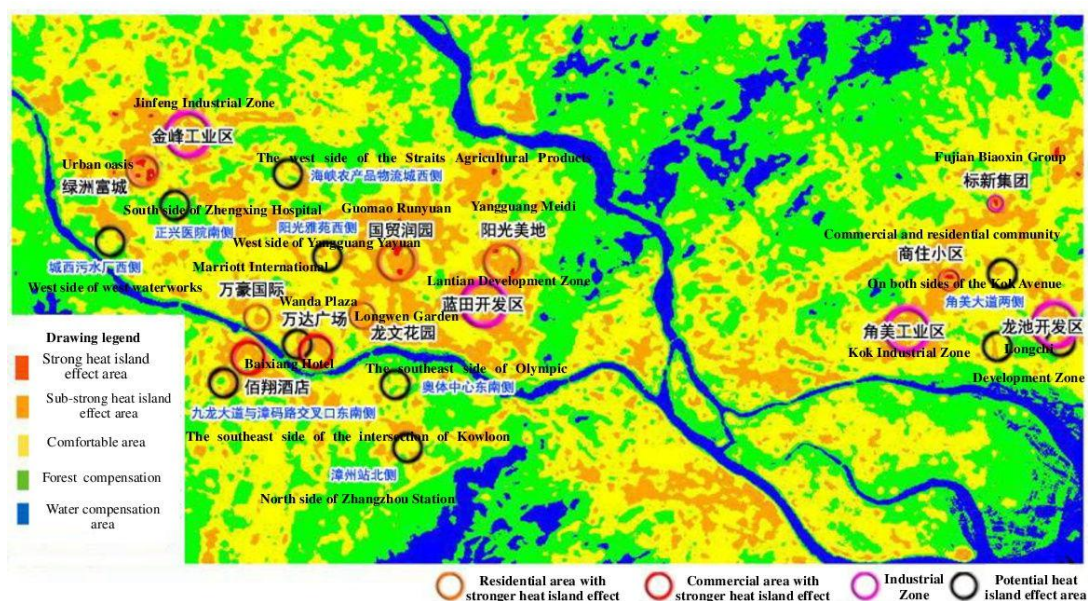 Jinfeng Industrial Zone
金峰工业区
Urban oasis
绿洲富城
The west side of the Straits Agricultural Products
海峡农产品物流城西侧
Fujian Biaoxin Group
标新集团
South side of Zhengxing Hospital
正兴医院南侧
Guomao Runyuan
国贸润园
Yangguang Meidi
阳光美地
阳光雅苑西侧
West side of Yangguang Yayuan
Commercial and residential community
商住小区
城西污水厂西侧
West side of west waterworks
Marriott International
万豪国际
Lantian Development Zone
蓝田开发区
On both sides of the Kok Avenue
角美大道两侧
Wanda Plaza
万达广场
Longwen Garden
龙文花园
角美工业区
Kok Industrial Zone
龙池开发区
Longchi
Development Zone
Baixiang Hotel
佰翔酒店
The southeast side of Olympic
奥体中心东南侧
九龙大道与漳码路交叉口东南侧
The southeast side of the intersection of Kowloon
漳州站北侧
North side of Zhangzhou Station
Drawing legend
Strong heat island
effect area
Sub-strong heat island
effect area
Comfortable area
Forest compensation
Water compensation
area
Residential area with
stronger heat island effect
Commercial area with
stronger heat island effect
Industrial
Zone
Potential heat
island effect area